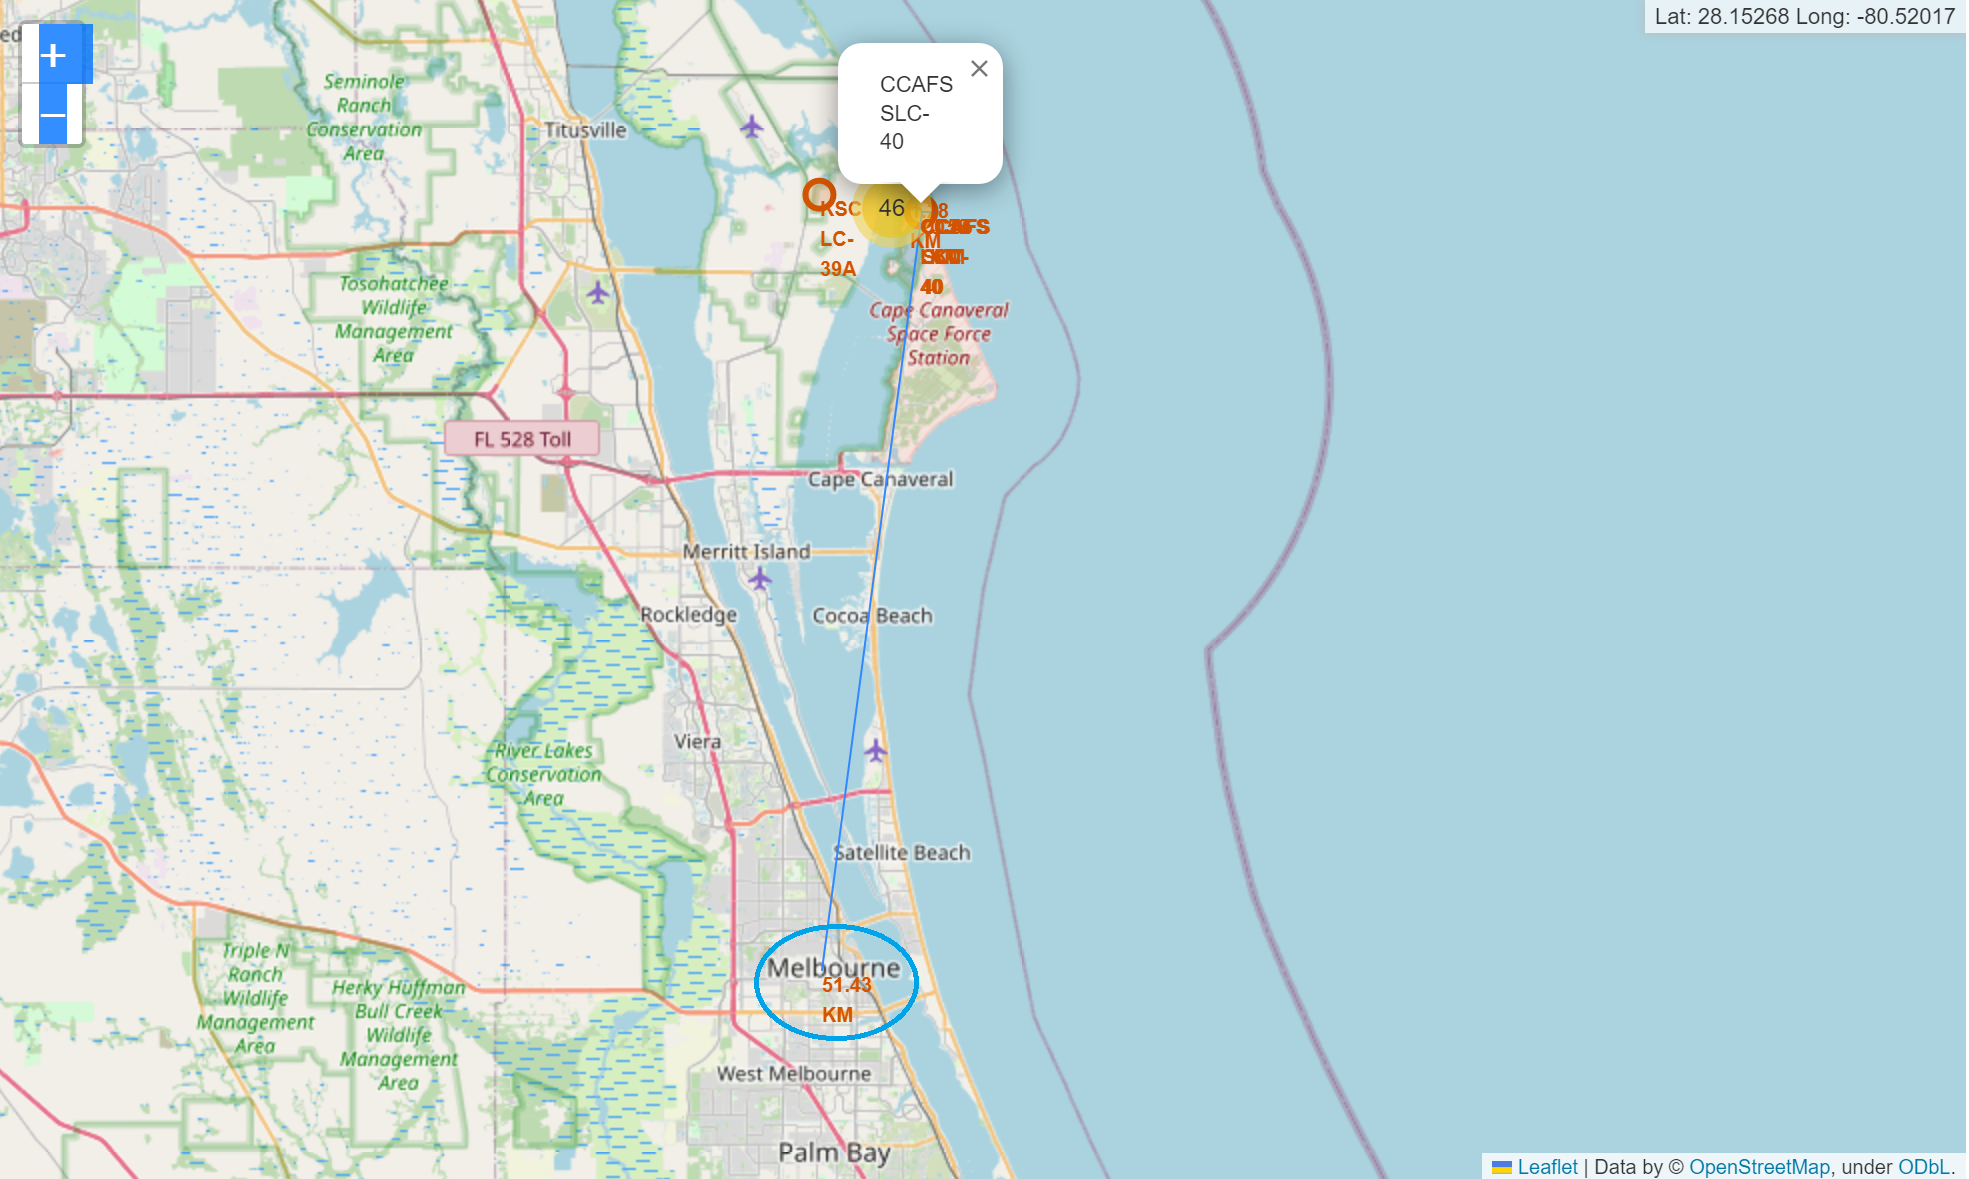 Lat: 28.15268 Long: -80.52017
+
−
CCAFS
SLC-
40
×
Seminole
Ranch
Conservation
Area
Titusville
46
KSC
LC-
39A
KM
40
Tosohatchee
Wildlife
Management
Area
Cape Canaveral
Space Force
Station
FL 528 Toll
Cape Canaveral
Merritt Island
Rockledge
Cocoa Beach
Viera
River Lakes
Conservation
Area
Satellite Beach
Melbourne
51.43
KM
Triple N
Ranch
Wildlife
Management
Area
Herky Huffman
Bull Creek
Wildlife
Management
Area
West Melbourne
Palm Bay
Leaflet | Data by © OpenStreetMap, under ODbL.